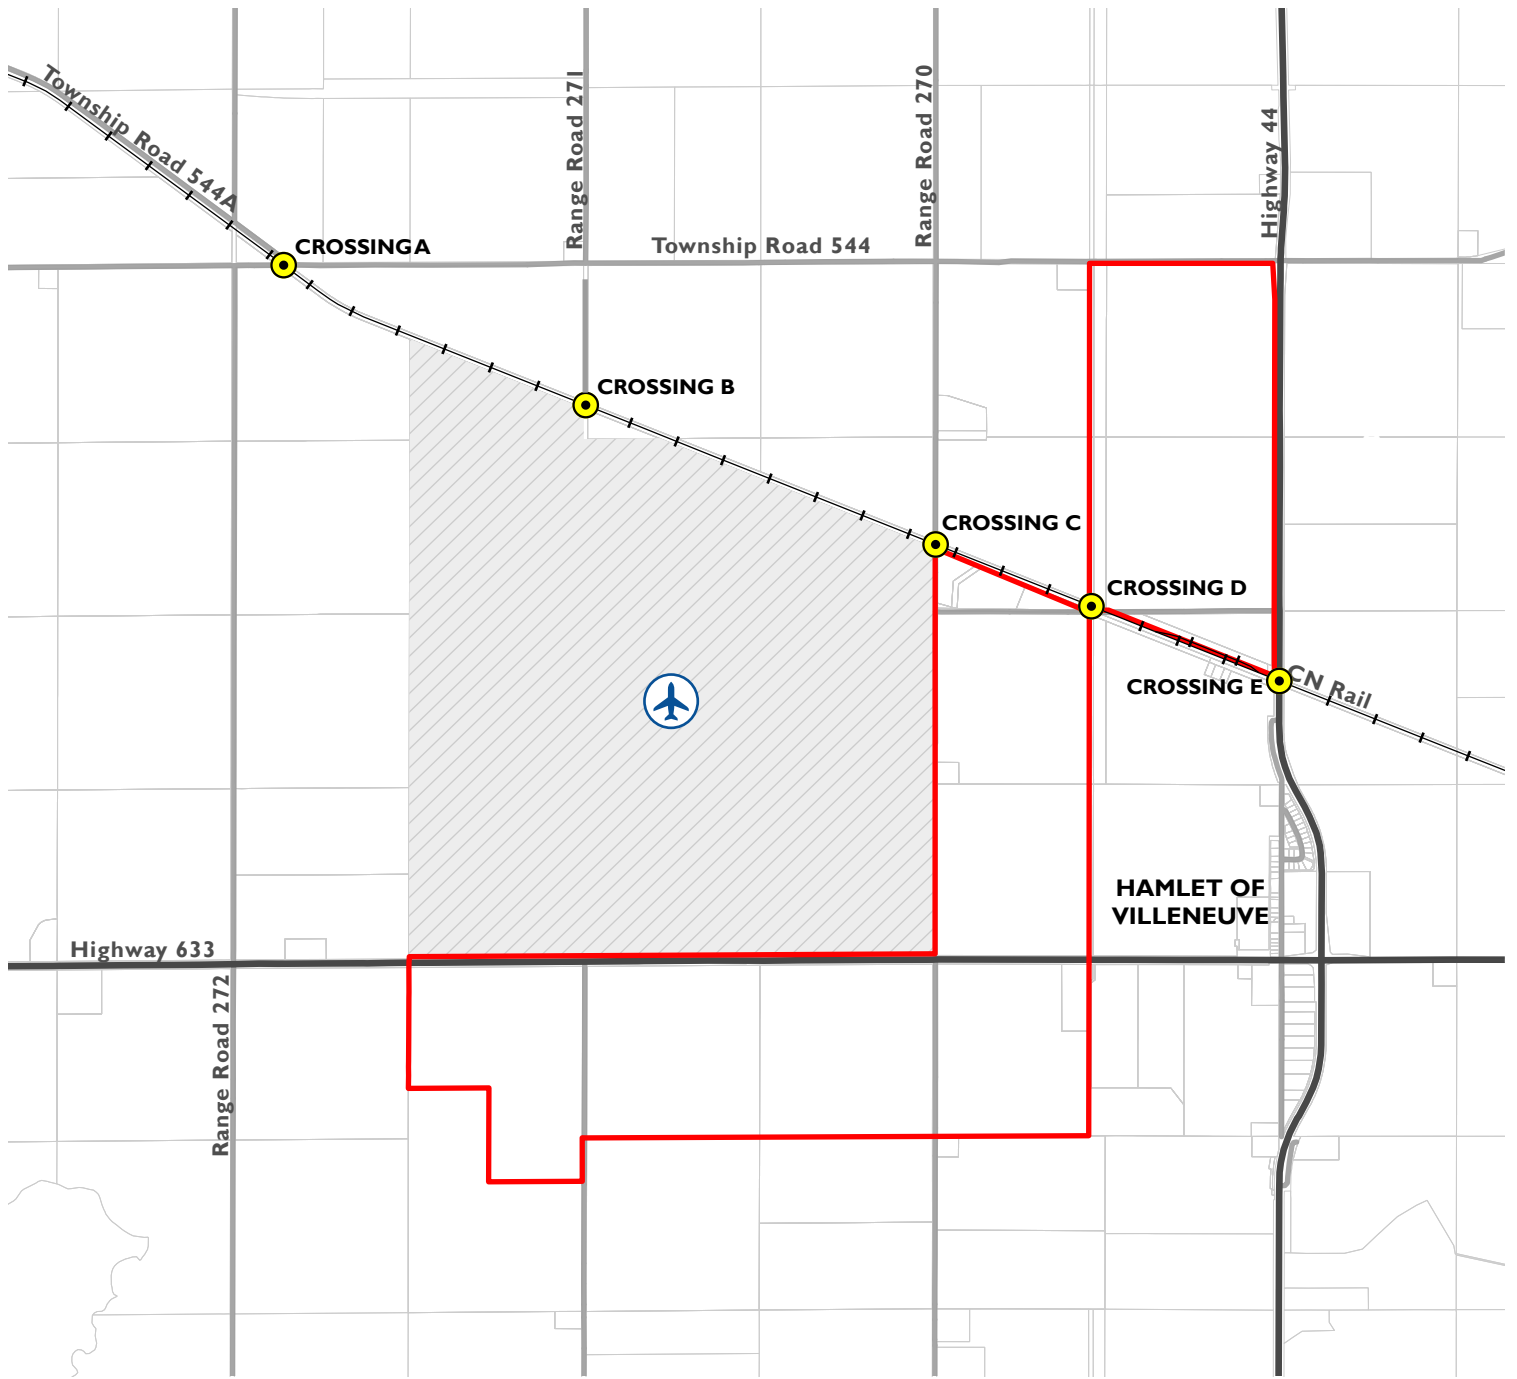 Township Road 544A
Range Road 271
Range Road 270
Highway 44
CROSSING A
Township Road 544
CROSSING B
CROSSING C
CROSSING D
CROSSING E
CN Rail
HAMLET OF
VILLENEUVE
Highway 633
Range Road 272